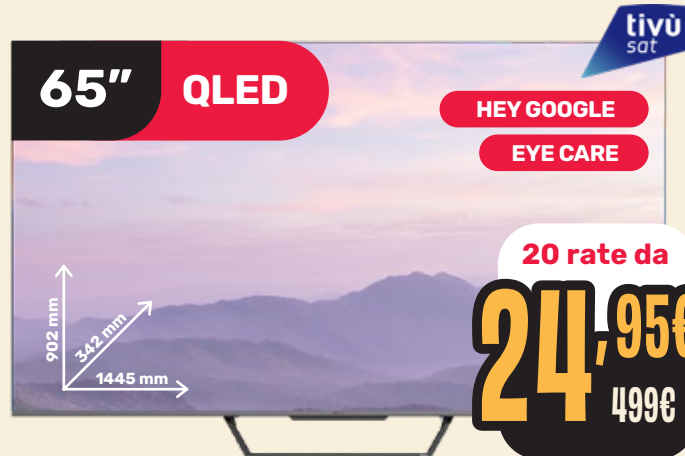 tivù
sat
65” QLED
HEY GOOGLE
EYE CARE
20 rate da
24,95€
499€
902 mm
342 mm
1445 mm